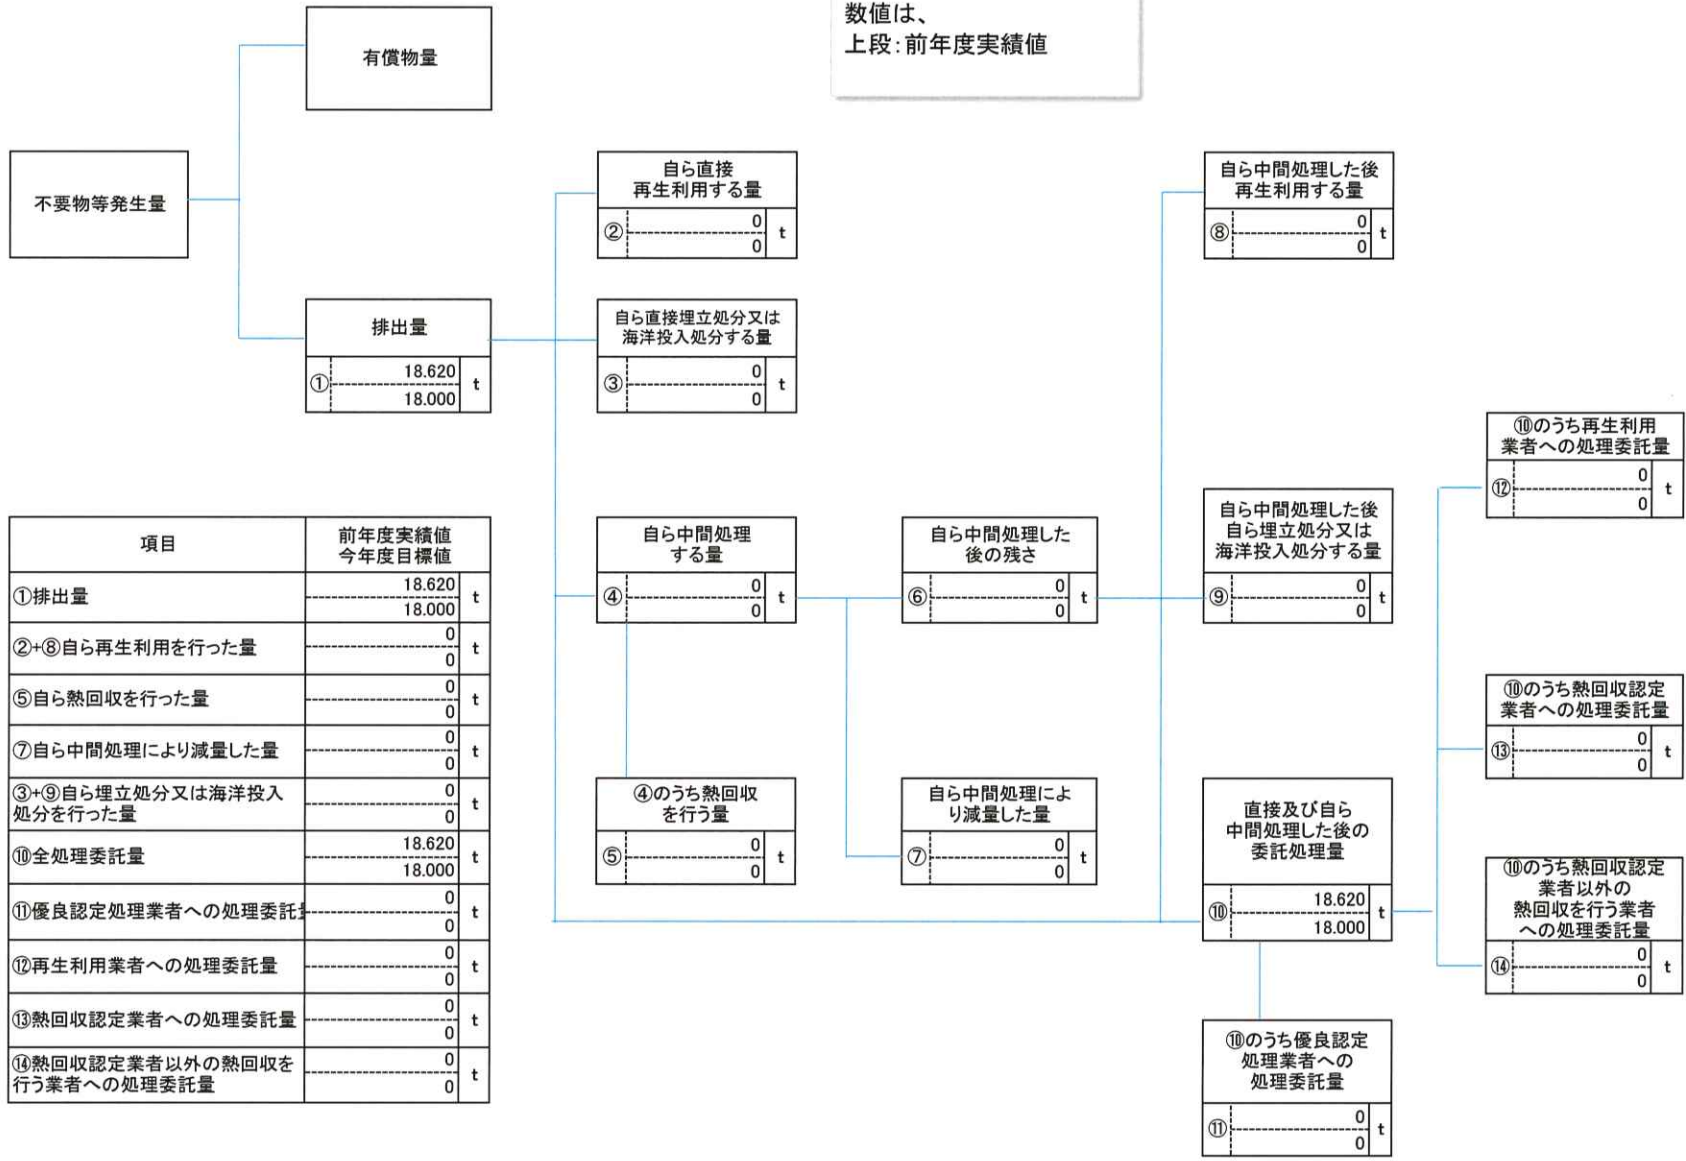 数値は、
上段：前年度実績値
有償物量
不要物等発生量
排出量
① 18.620 t
18.000
自ら直接
再生利用する量
② 0 t
0
自ら直接埋立処分又は
海洋投入処分する量
③ 0 t
0
自ら中間処理した後
再生利用する量
⑧ 0 t
0
⑩のうち再生利用
業者への処理委託量
⑫ 0 t
0
自ら中間処理
する量
④ 0 t
0
自ら中間処理した
後の残さ
⑥ 0 t
0
自ら中間処理した後
自ら埋立処分又は
海洋投入処分する量
⑨ 0 t
0
⑩のうち熱回収認定
業者への処理委託量
⑬ 0 t
0
④のうち熱回収
を行う量
⑤ 0 t
0
自ら中間処理によ
り減量した量
⑦ 0 t
0
直接及び自ら
中間処理した後の
委託処理量
⑩ 18.620 t
18.000
⑩のうち熱回収認定
業者以外の
熱回収を行う業者
への処理委託量
⑭ 0 t
0
⑩のうち優良認定
処理業者への
処理委託量
⑪ 0 t
0
項目 前年度実績値
今年度目標値
①排出量 18.620 t
18.000
②+⑧自ら再生利用を行った量 0 t
0
⑤自ら熱回収を行った量 0 t
0
⑦自ら中間処理により減量した量 0 t
0
③+⑨自ら埋立処分又は海洋投入
処分を行った量 0 t
0
⑩全処理委託量 18.620 t
18.000
⑪優良認定処理業者への処理委託 0 t
0
⑫再生利用業者への処理委託量 0 t
0
⑬熱回収認定業者への処理委託量 0 t
0
⑭熱回収認定業者以外の熱回収を
行う業者への処理委託量 0 t
0